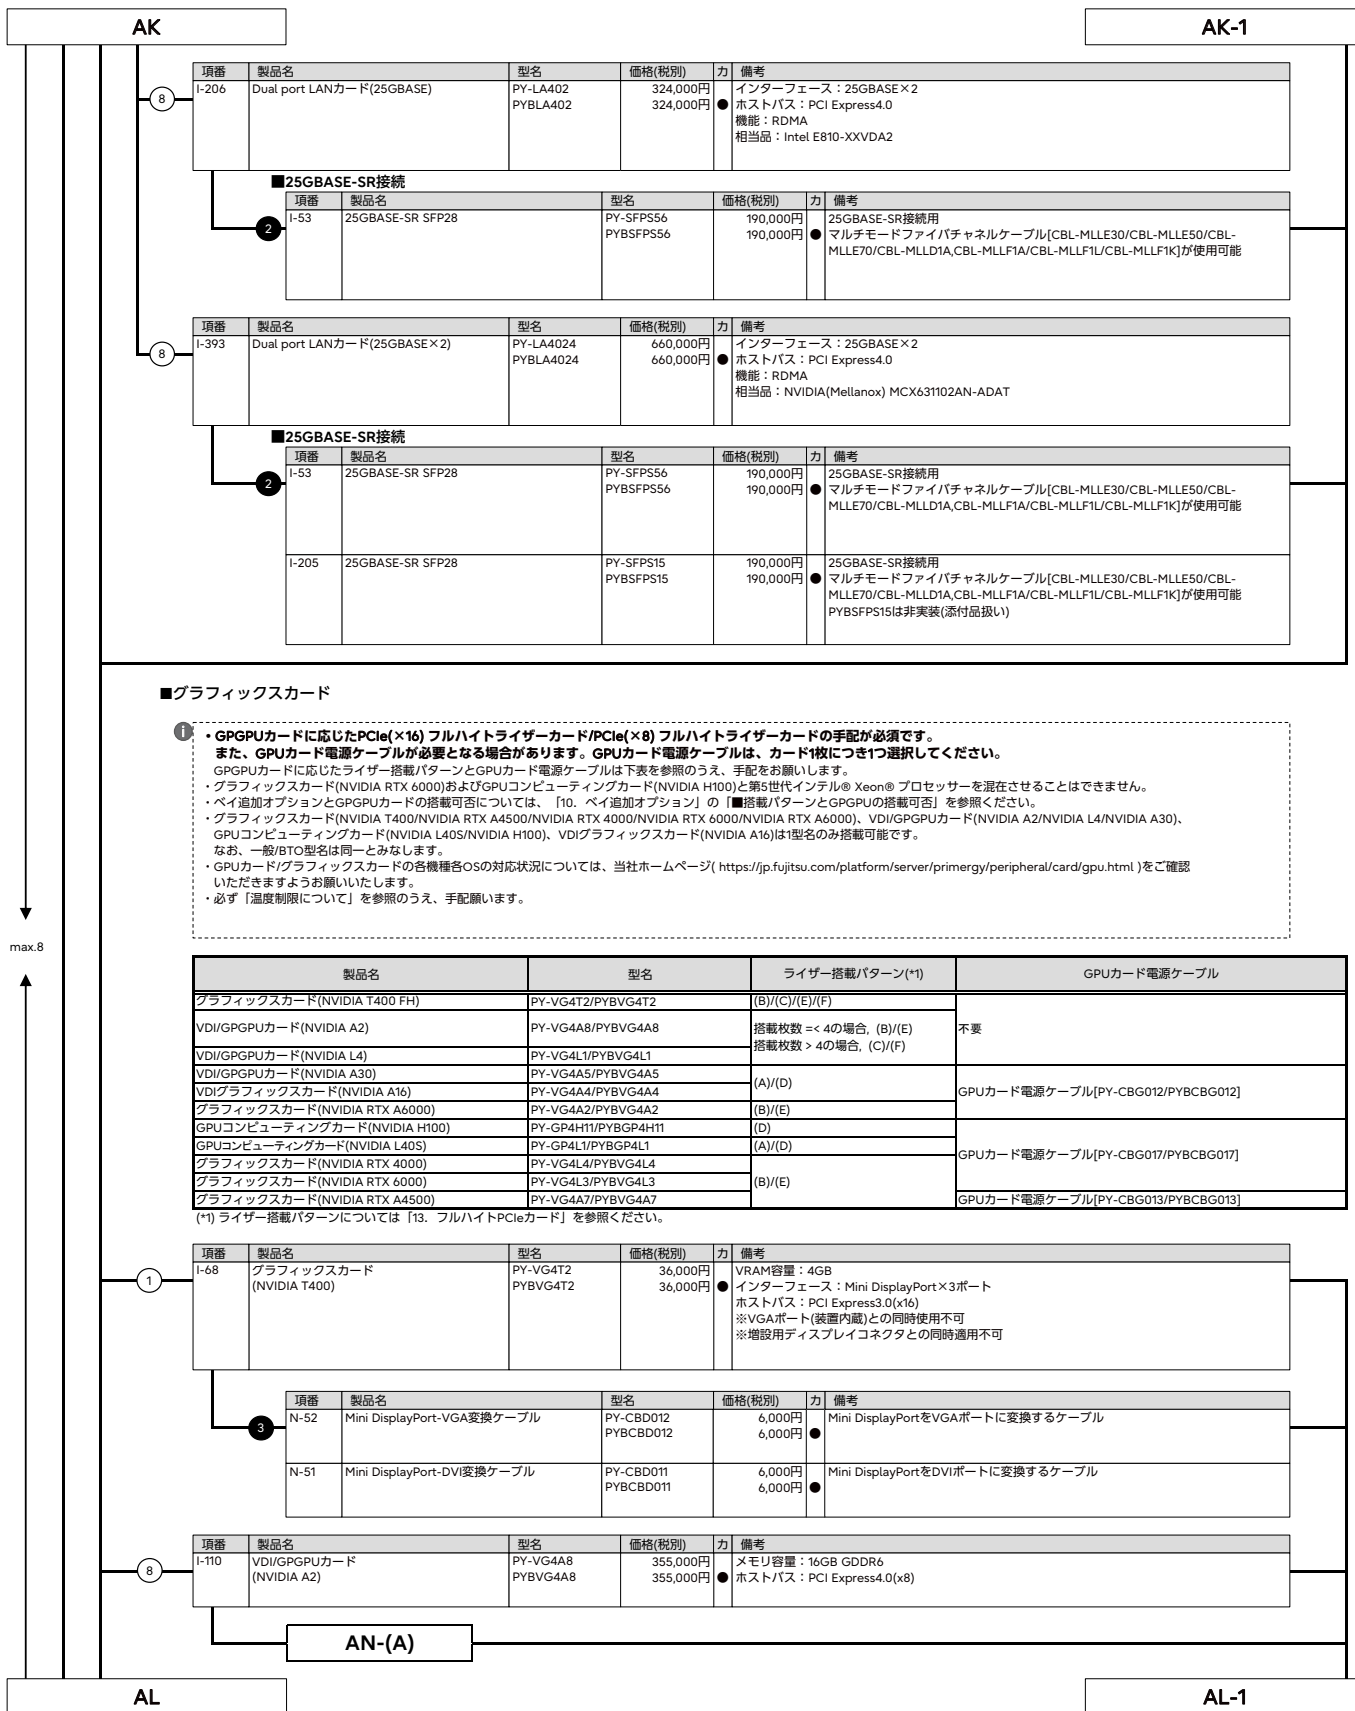 AK
AK-1
項番 製品名 型名 価格(税別) カ 備考
8 I-206 Dual port LANカード(25GBASE) PY-LA402 324,000円 インターフェース：25GBASE×2
PYBLA402 324,000円 ● ホストバス：PCI Express4.0
機能：RDMA
相当品：Intel E810-XXVDA2
■25GBASE-SR接続
項番 製品名 型名 価格(税別) カ 備考
2 I-53 25GBASE-SR SFP28 PY-SFPS56 190,000円 25GBASE-SR接続用
PYBSFPS56 190,000円 ● マルチモードファイバチャネルケーブル[CBL-MLLE30/CBL-MLLE50/CBL-
MLLE70/CBL-MLLD1A,CBL-MLLF1A/CBL-MLLF1L/CBL-MLLF1K]が使用可能
項番 製品名 型名 価格(税別) カ 備考
8 I-393 Dual port LANカード(25GBASE×2) PY-LA4024 660,000円 インターフェース：25GBASE×2
PYBLA4024 660,000円 ● ホストバス：PCI Express4.0
機能：RDMA
相当品：NVIDIA(Mellanox) MCX631102AN-ADAT
■25GBASE-SR接続
項番 製品名 型名 価格(税別) カ 備考
2 I-53 25GBASE-SR SFP28 PY-SFPS56 190,000円 25GBASE-SR接続用
PYBSFPS56 190,000円 ● マルチモードファイバチャネルケーブル[CBL-MLLE30/CBL-MLLE50/CBL-
MLLE70/CBL-MLLD1A,CBL-MLLF1A/CBL-MLLF1L/CBL-MLLF1K]が使用可能
I-205 25GBASE-SR SFP28 PY-SFPS15 190,000円 25GBASE-SR接続用
PYBSFPS15 190,000円 ● マルチモードファイバチャネルケーブル[CBL-MLLE30/CBL-MLLE50/CBL-
MLLE70/CBL-MLLD1A,CBL-MLLF1A/CBL-MLLF1L/CBL-MLLF1K]が使用可能
PYBSFPS15は非実装(添付品扱い)
■グラフィックスカード
i ・GPGPUカードに応じたPCIe(×16) フルハイトライザーカード/PCIe(×8) フルハイトライザーカードの手配が必須です。
また、GPUカード電源ケーブルが必要となる場合があります。GPUカード電源ケーブルは、カード1枚につき1つ選択してください。
GPGPUカードに応じたライザー搭載パターンとGPUカード電源ケーブルは下表を参照のうえ、手配をお願いします。
・グラフィックスカード(NVIDIA RTX 6000)およびGPUコンピューティングカード(NVIDIA H100)と第5世代インテル® Xeon® プロセッサーを混在させることはできません。
・ベイ追加オプションとGPGPUカードの搭載可否については、「10. ベイ追加オプション」の「■搭載パターンとGPGPUの搭載可否」を参照ください。
・グラフィックスカード(NVIDIA T400/NVIDIA RTX A4500/NVIDIA RTX 4000/NVIDIA RTX 6000/NVIDIA RTX A6000)、VDI/GPGPUカード(NVIDIA A2/NVIDIA L4/NVIDIA A30)、
GPUコンピューティングカード(NVIDIA L40S/NVIDIA H100)、VDIグラフィックスカード(NVIDIA A16)は1型名のみ搭載可能です。
なお、一般/BTO型名は同一とみなします。
・GPUカード/グラフィックスカードの各機種各OSの対応状況については、当社ホームページ( https://jp.fujitsu.com/platform/server/primergy/peripheral/card/gpu.html )をご確認
いただきますようお願いいたします。
・必ず「温度制限について」を参照のうえ、手配願います。
max.8
製品名 型名 ライザー搭載パターン(*1) GPUカード電源ケーブル
グラフィックスカード(NVIDIA T400 FH) PY-VG4T2/PYBVG4T2 (B)/(C)/(E)/(F) 不要
VDI/GPGPUカード(NVIDIA A2) PY-VG4A8/PYBVG4A8 搭載枚数 =< 4の場合, (B)/(E)
搭載枚数 > 4の場合, (C)/(F)
VDI/GPGPUカード(NVIDIA L4) PY-VG4L1/PYBVG4L1
VDI/GPGPUカード(NVIDIA A30) PY-VG4A5/PYBVG4A5 (A)/(D) GPUカード電源ケーブル[PY-CBG012/PYBCBG012]
VDIグラフィックスカード(NVIDIA A16) PY-VG4A4/PYBVG4A4
グラフィックスカード(NVIDIA RTX A6000) PY-VG4A2/PYBVG4A2 (B)/(E)
GPUコンピューティングカード(NVIDIA H100) PY-GP4H11/PYBGP4H11 (D) GPUカード電源ケーブル[PY-CBG017/PYBCBG017]
GPUコンピューティングカード(NVIDIA L40S) PY-GP4L1/PYBGP4L1 (A)/(D)
グラフィックスカード(NVIDIA RTX 4000) PY-VG4L4/PYBVG4L4 (B)/(E)
グラフィックスカード(NVIDIA RTX 6000) PY-VG4L3/PYBVG4L3
グラフィックスカード(NVIDIA RTX A4500) PY-VG4A7/PYBVG4A7 GPUカード電源ケーブル[PY-CBG013/PYBCBG013]
(*1) ライザー搭載パターンについては「13. フルハイトPCIeカード」を参照ください。
項番 製品名 型名 価格(税別) カ 備考
1 I-68 グラフィックスカード PY-VG4T2 36,000円 VRAM容量：4GB
(NVIDIA T400) PYBVG4T2 36,000円 ● インターフェース：Mini DisplayPort×3ポート
ホストバス：PCI Express3.0(x16)
※VGAポート(装置内蔵)との同時使用不可
※増設用ディスプレイコネクタとの同時適用不可
項番 製品名 型名 価格(税別) カ 備考
3 N-52 Mini DisplayPort-VGA変換ケーブル PY-CBD012 6,000円 Mini DisplayPortをVGAポートに変換するケーブル
PYBCBD012 6,000円 ●
N-51 Mini DisplayPort-DVI変換ケーブル PY-CBD011 6,000円 Mini DisplayPortをDVIポートに変換するケーブル
PYBCBD011 6,000円 ●
項番 製品名 型名 価格(税別) カ 備考
8 I-110 VDI/GPGPUカード PY-VG4A8 355,000円 メモリ容量：16GB GDDR6
(NVIDIA A2) PYBVG4A8 355,000円 ● ホストバス：PCI Express4.0(x8)
AN-(A)
AL
AL-1